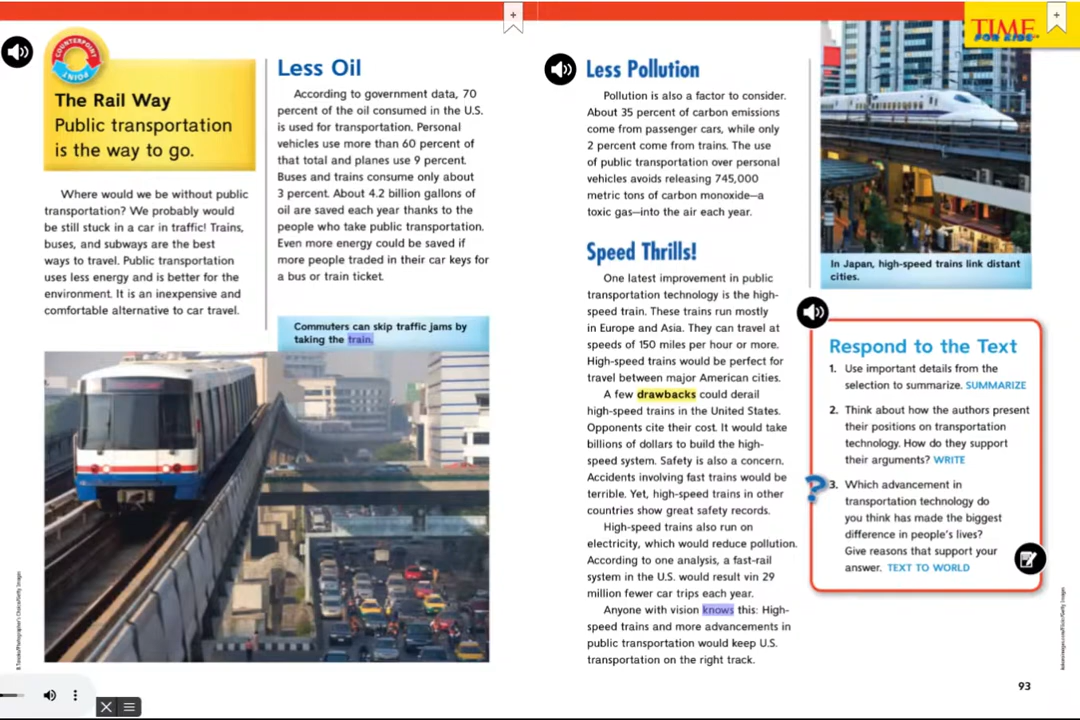 COUNTERPOINT
POINT
The Rail Way
Public transportation
is the way to go.
Where would we be without public
transportation? We probably would
be still stuck in a car in traffic! Trains,
buses, and subways are the best
ways to travel. Public transportation
uses less energy and is better for the
environment. It is an inexpensive and
comfortable alternative to car travel.
Less Oil
According to government data, 70
percent of the oil consumed in the U.S.
is used for transportation. Personal
vehicles use more than 60 percent of
that total and planes use 9 percent.
Buses and trains consume only about
3 percent. About 4.2 billion gallons of
oil are saved each year thanks to the
people who take public transportation.
Even more energy could be saved if
more people traded in their car keys for
a bus or train ticket.
Commuters can skip traffic jams by
taking the train.
Less Pollution
Pollution is also a factor to consider.
About 35 percent of carbon emissions
come from passenger cars, while only
2 percent come from trains. The use
of public transportation over personal
vehicles avoids releasing 745,000
metric tons of carbon monoxide—a
toxic gas—into the air each year.
Speed Thrills!
One latest improvement in public
transportation technology is the high-
speed train. These trains run mostly
in Europe and Asia. They can travel at
speeds of 150 miles per hour or more.
High-speed trains would be perfect for
travel between major American cities.
A few drawbacks could derail
high-speed trains in the United States.
Opponents cite their cost. It would take
billions of dollars to build the high-
speed system. Safety is also a concern.
Accidents involving fast trains would be
terrible. Yet, high-speed trains in other
countries show great safety records.
High-speed trains also run on
electricity, which would reduce pollution.
According to one analysis, a fast-rail
system in the U.S. would result vin 29
million fewer car trips each year.
Anyone with vision knows this: High-
speed trains and more advancements in
public transportation would keep U.S.
transportation on the right track.
TIME
FOR KIDS
In Japan, high-speed trains link distant
cities.
Respond to the Text
1. Use important details from the
selection to summarize. SUMMARIZE
2. Think about how the authors present
their positions on transportation
technology. How do they support
their arguments? WRITE
3. Which advancement in
transportation technology do
you think has made the biggest
difference in people's lives?
Give reasons that support your
answer. TEXT TO WORLD
93